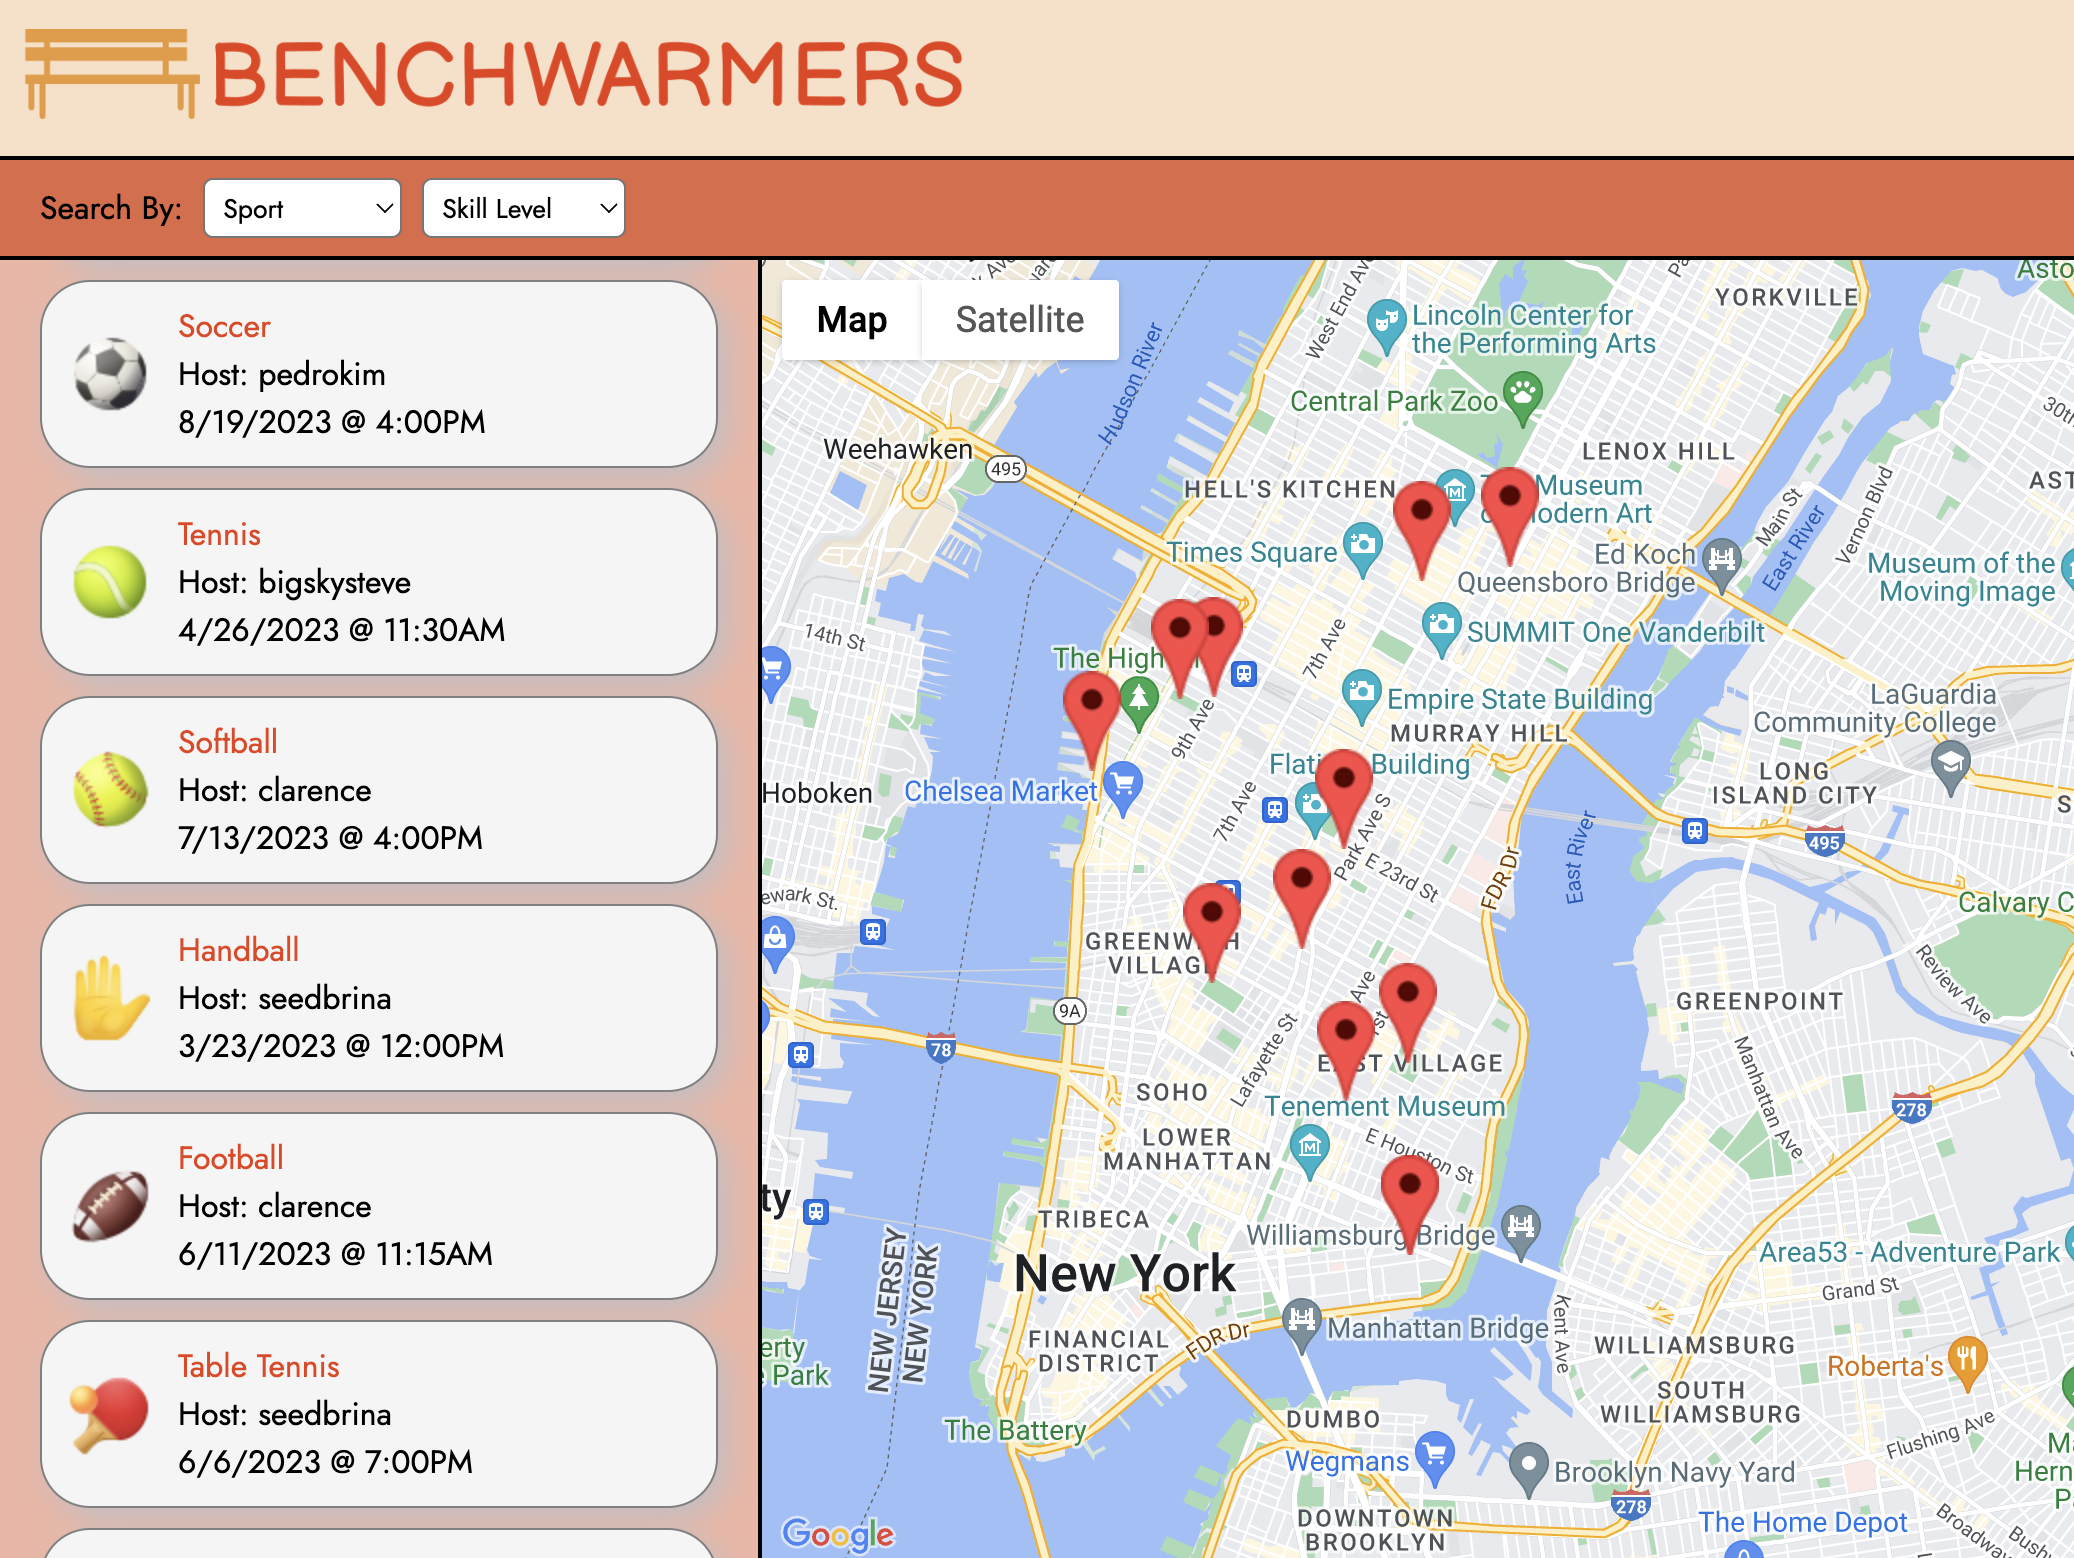 BENCHWARMERS
Search By:
Sport
Skill Level
Soccer
Host: pedrokim
8/19/2023 @ 4:00PM
Tennis
Host: bigskysteve
4/26/2023 @ 11:30AM
Softball
Host: clarence
7/13/2023 @ 4:00PM
Handball
Host: seedbrina
3/23/2023 @ 12:00PM
Football
Host: clarence
6/11/2023 @ 11:15AM
Table Tennis
Host: seedbrina
6/6/2023 @ 7:00PM
Map
Satellite
YORKVILLE
Hudson River
West End Ave
Lincoln Center for
the Performing Arts
Central Park Zoo
Weehawken
495
LENOX HILL
HELL'S KITCHEN
Museum
Modern Art
Main St
East River
Vernon Blvd
30th
Times Square
Ed Koch
Queensboro Bridge
Museum of the
Moving Image
14th St
7th Ave
SUMMIT One Vanderbilt
The High
9th Ave
Empire State Building
LaGuardia
Community College
MURRAY HILL
Building
Hoboken
Chelsea Market
7th Ave
Park Ave S
LONG
ISLAND CITY
495
E 23rd St
FDR Dr
East River
Calvary C
ewark St.
GREENWICH
VILLAGE
Review Ave
9A
78
GREENPOINT
Lafayette St
EAST VILLAGE
Manhattan Ave
SOHO
Tenement Museum
278
LOWER
MANHATTAN
E Houston St
ty
TRIBECA
Williamsburg Bridge
Area53 - Adventure Park
New York
Grand St
NEW JERSEY
NEW YORK
Kent Ave
FDR Dr
Manhattan Bridge
FINANCIAL
DISTRICT
WILLIAMSBURG
erty
Park
Roberta's
SOUTH
WILLIAMSBURG
The Battery
DUMBO
Flushing Ave
Wegmans
Brooklyn Navy Yard
278
DOWNTOWN
BROOKLYN
The Home Depot
Broadway
Google